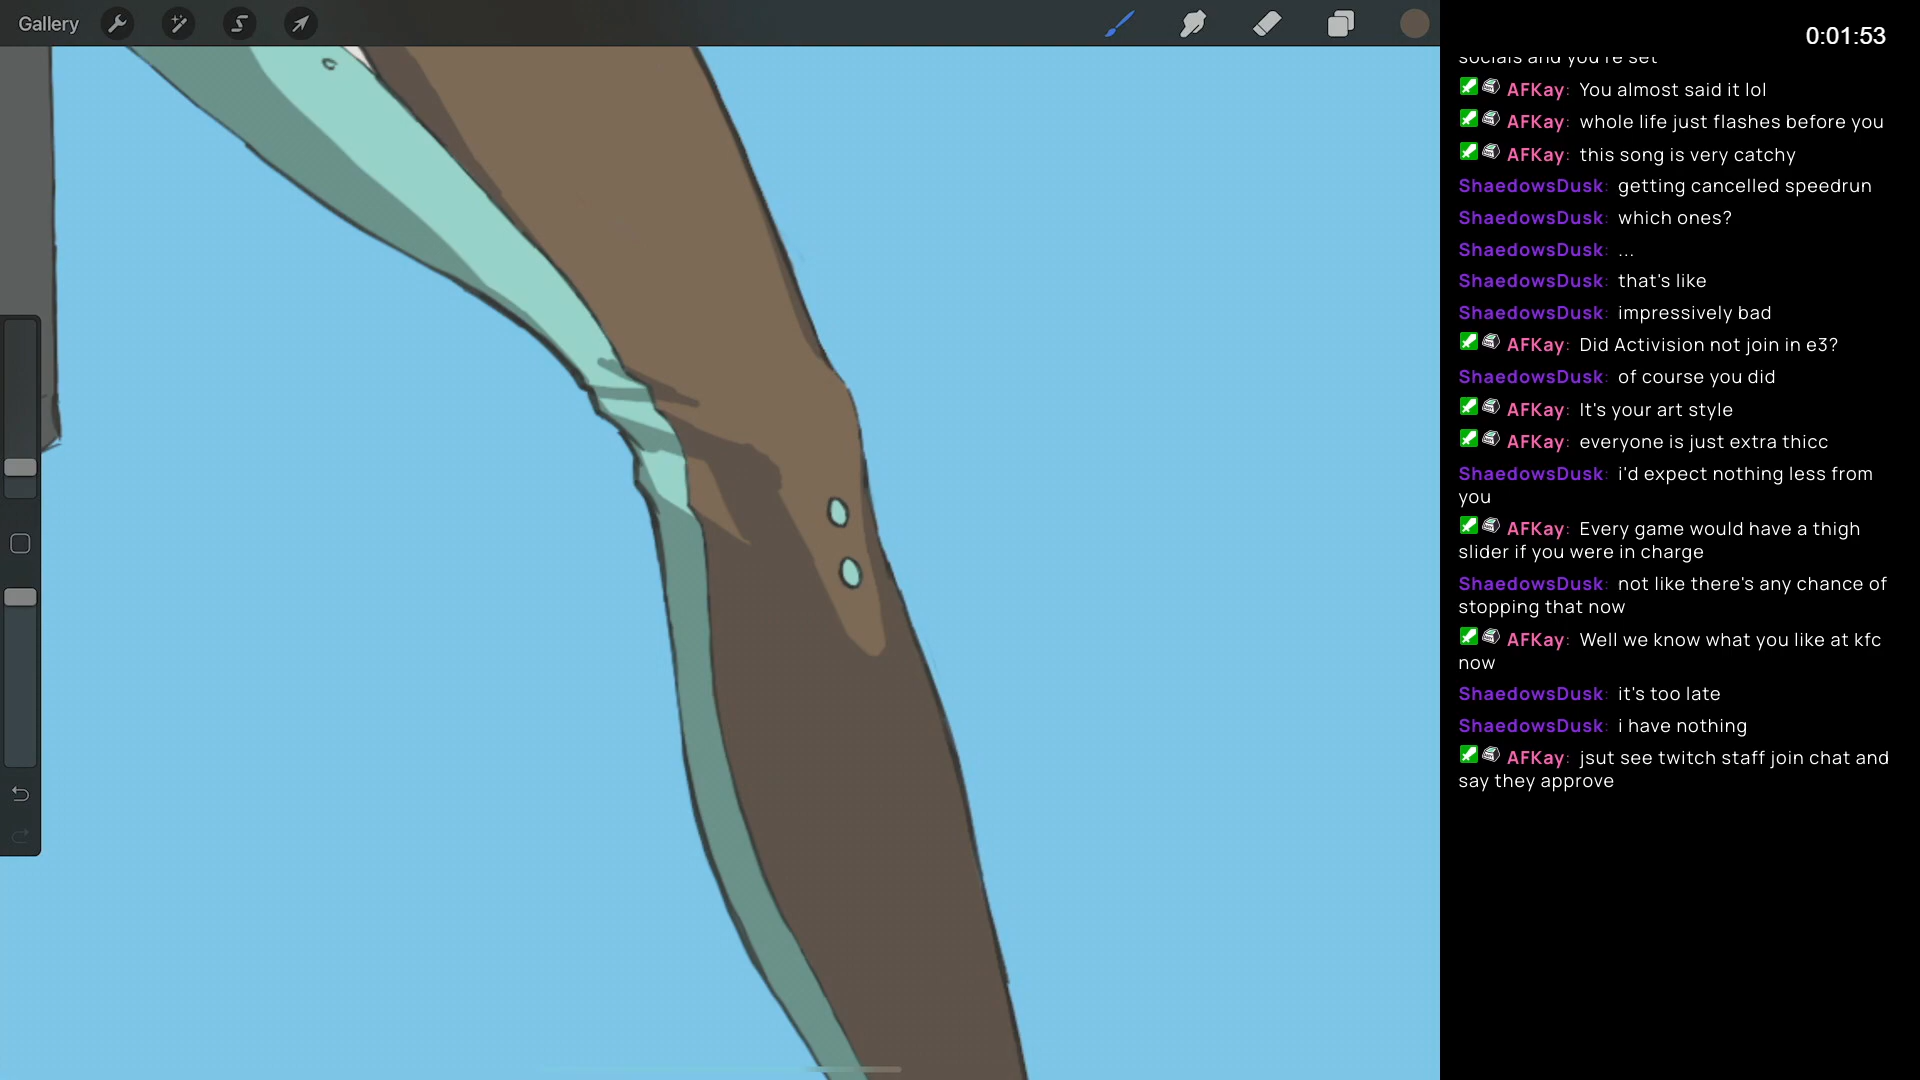 Gallery
0:01:53
socials and you're set
AFKay: You almost said it lol
AFKay: whole life just flashes before you
AFKay: this song is very catchy
ShaedowsDusk: getting cancelled speedrun
ShaedowsDusk: which ones?
ShaedowsDusk: ...
ShaedowsDusk: that's like
ShaedowsDusk: impressively bad
AFKay: Did Activision not join in e3?
ShaedowsDusk: of course you did
AFKay: It's your art style
AFKay: everyone is just extra thicc
ShaedowsDusk: i'd expect nothing less from
you
AFKay: Every game would have a thigh
slider if you were in charge
ShaedowsDusk: not like there's any chance of
stopping that now
AFKay: Well we know what you like at kfc
now
ShaedowsDusk: it's too late
ShaedowsDusk: i have nothing
AFKay: jsut see twitch staff join chat and
say they approve